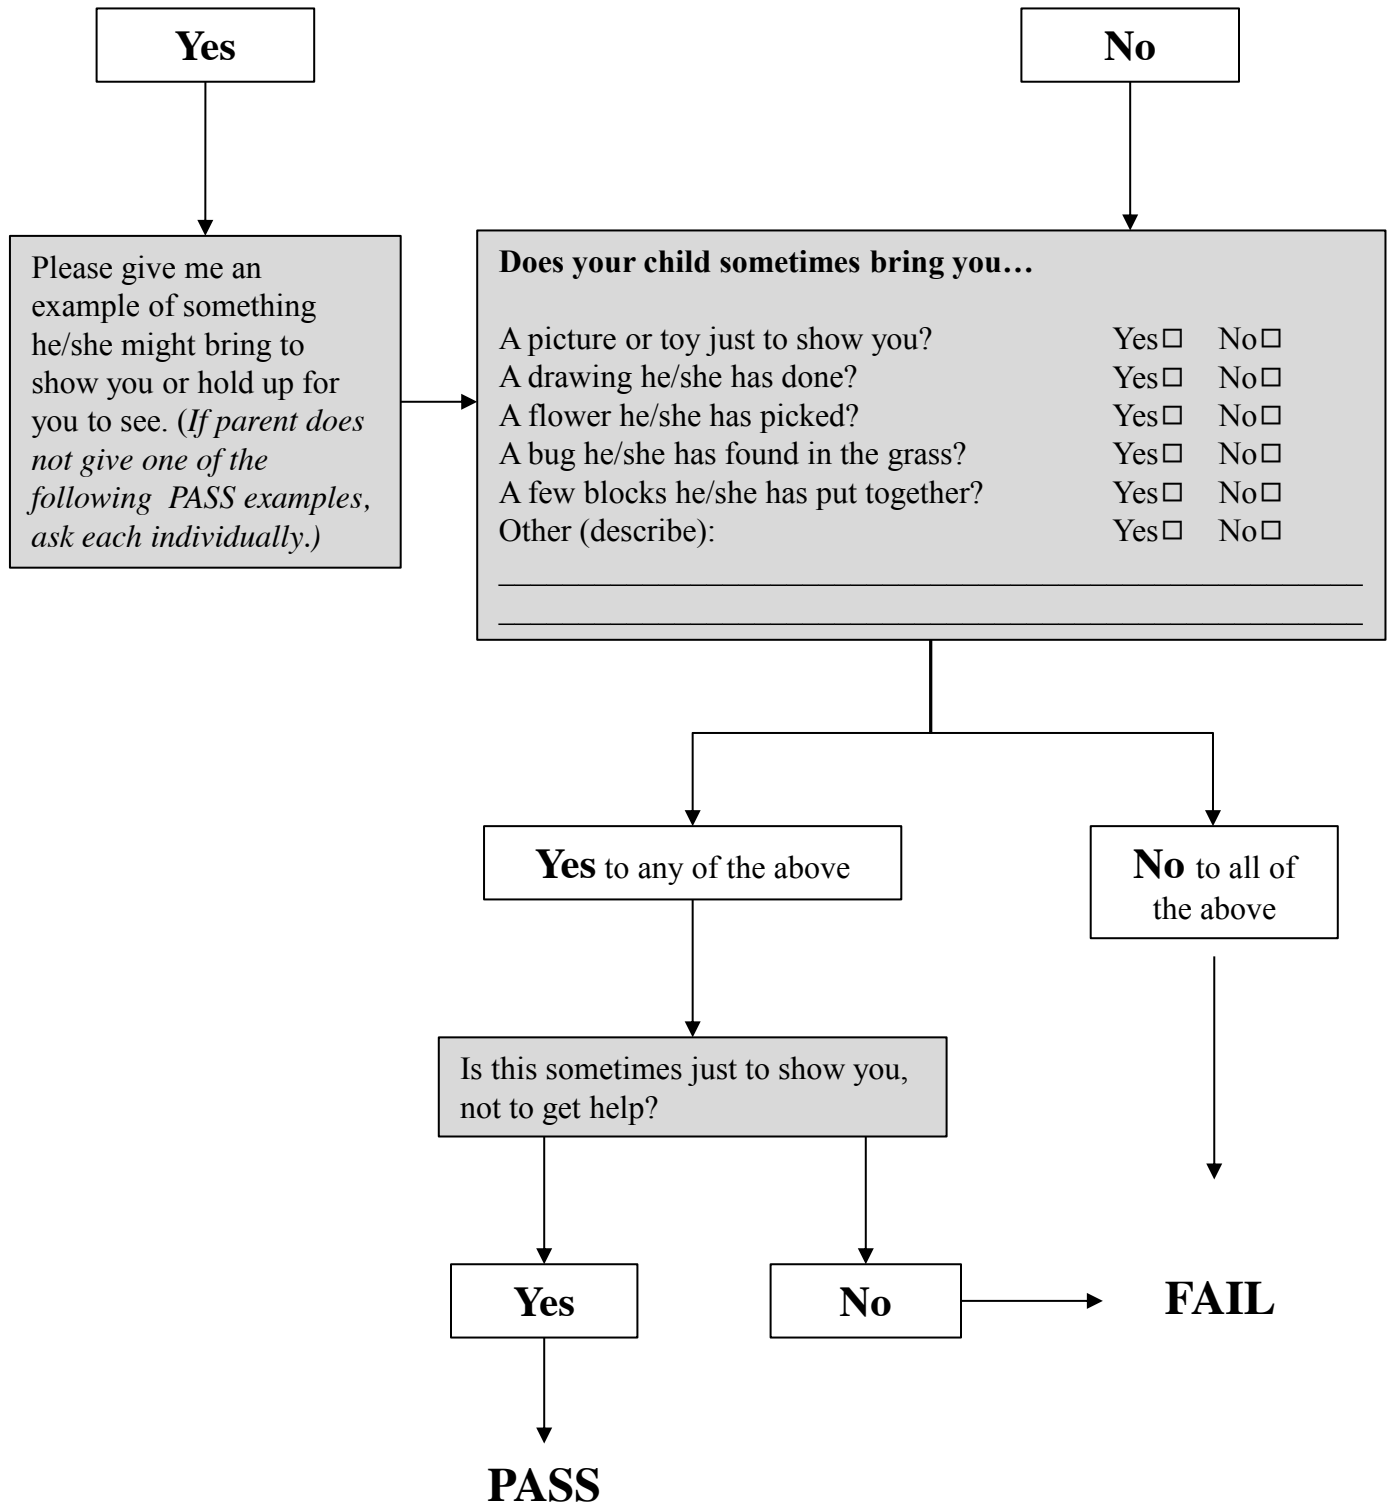 Yes
No
Please give me an
example of something
he/she might bring to
show you or hold up for
you to see. (If parent does
not give one of the
following PASS examples,
ask each individually.)
Does your child sometimes bring you…
A picture or toy just to show you? Yes□ No□
A drawing he/she has done? Yes□ No□
A flower he/she has picked? Yes□ No□
A bug he/she has found in the grass? Yes□ No□
A few blocks he/she has put together? Yes□ No□
Other (describe): Yes□ No□
Yes to any of the above
No to all of
the above
Is this sometimes just to show you,
not to get help?
Yes
No
FAIL
PASS